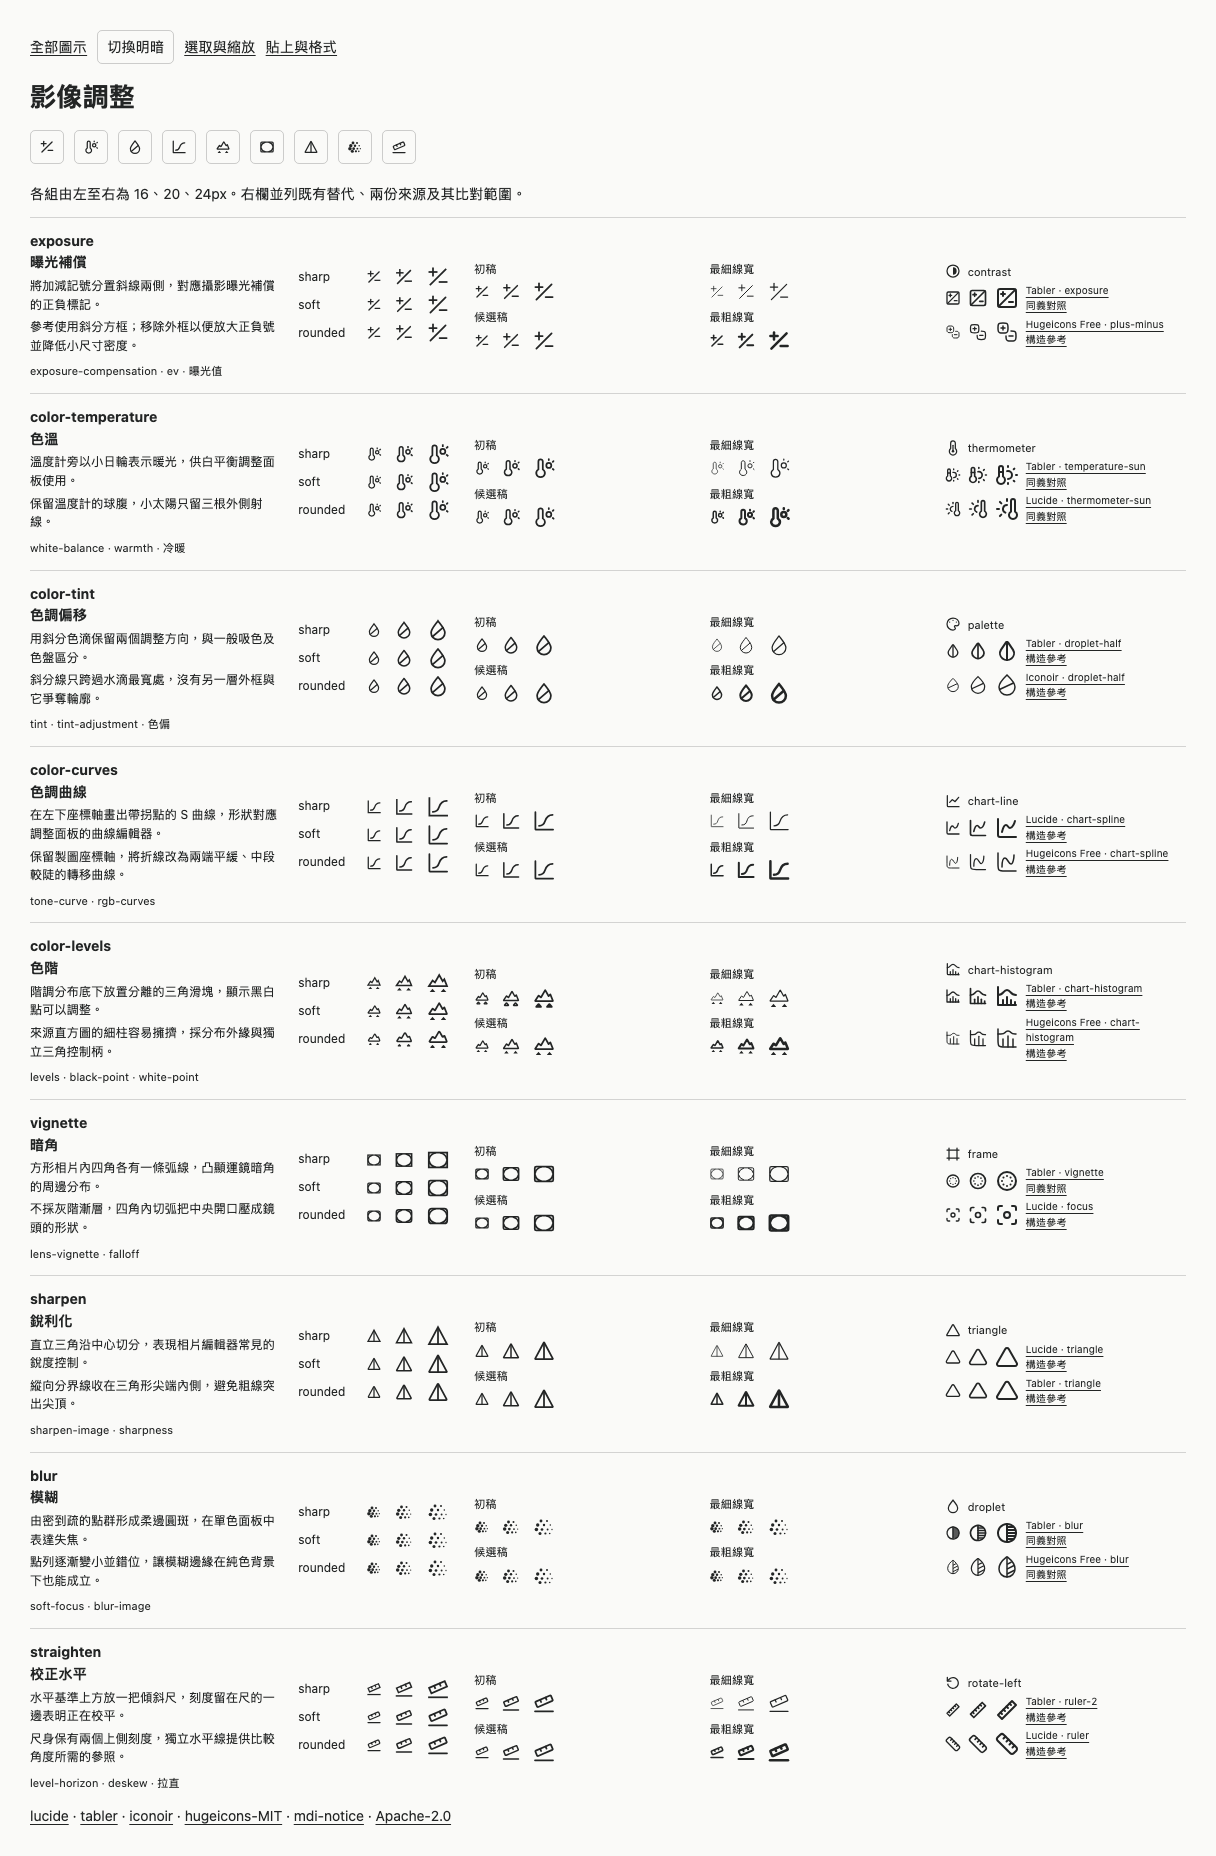 全部圖示 切換明暗 選取與縮放 貼上與格式
影像調整
各組由左至右為 16、20、24px。右欄並列既有替代、兩份來源及其比對範圍。
exposure
曝光補償
將加減記號分置斜線兩側，對應攝影曝光補償
的正負標記。
參考使用斜分方框；移除外框以便放大正負號
並降低小尺寸密度。
exposure-compensation · ev · 曝光值
sharp
soft
rounded
初稿
候選稿
最細線寬
最粗線寬
contrast
Tabler · exposure
同義對照
Hugeicons Free · plus-minus
構造參考
color-temperature
色溫
溫度計旁以小日輪表示暖光，供白平衡調整面
板使用。
保留溫度計的球腹，小太陽只留三根外側射
線。
white-balance · warmth · 冷暖
sharp
soft
rounded
初稿
候選稿
最細線寬
最粗線寬
thermometer
Tabler · temperature-sun
同義對照
Lucide · thermometer-sun
同義對照
color-tint
色調偏移
用斜分色滴保留兩個調整方向，與一般吸色及
色盤區分。
斜分線只跨過水滴最寬處，沒有另一層外框與
它爭奪輪廓。
tint · tint-adjustment · 色偏
sharp
soft
rounded
初稿
候選稿
最細線寬
最粗線寬
palette
Tabler · droplet-half
構造參考
Iconoir · droplet-half
構造參考
color-curves
色調曲線
在左下座標軸畫出帶拐點的 S 曲線，形狀對應
調整面板的曲線編輯器。
保留製圖座標軸，將折線改為兩端平緩、中段
較陡的轉移曲線。
tone-curve · rgb-curves
sharp
soft
rounded
初稿
候選稿
最細線寬
最粗線寬
chart-line
Lucide · chart-spline
構造參考
Hugeicons Free · chart-spline
構造參考
color-levels
色階
階調分布底下放置分離的三角滑塊，顯示黑白
點可以調整。
來源直方圖的細柱容易擁擠，採分布外緣與獨
立三角控制柄。
levels · black-point · white-point
sharp
soft
rounded
初稿
候選稿
最細線寬
最粗線寬
chart-histogram
Tabler · chart-histogram
構造參考
Hugeicons Free · chart-
histogram
構造參考
vignette
暗角
方形相片內四角各有一條弧線，凸顯運鏡暗角
的周邊分布。
不採灰階漸層，四角內切弧把中央開口壓成鏡
頭的形狀。
lens-vignette · falloff
sharp
soft
rounded
初稿
候選稿
最細線寬
最粗線寬
frame
Tabler · vignette
同義對照
Lucide · focus
構造參考
sharpen
銳利化
直立三角沿中心切分，表現相片編輯器常見的
銳度控制。
縱向分界線收在三角形尖端內側，避免粗線突
出尖頂。
sharpen-image · sharpness
sharp
soft
rounded
初稿
候選稿
最細線寬
最粗線寬
triangle
Lucide · triangle
構造參考
Tabler · triangle
構造參考
blur
模糊
由密到疏的點群形成柔邊圓斑，在單色面板中
表達失焦。
點列逐漸變小並錯位，讓模糊邊緣在純色背景
下也能成立。
soft-focus · blur-image
sharp
soft
rounded
初稿
候選稿
最細線寬
最粗線寬
droplet
Tabler · blur
同義對照
Hugeicons Free · blur
同義對照
straighten
校正水平
水平基準上方放一把傾斜尺，刻度留在尺的一
邊表明正在校平。
尺身保有兩個上側刻度，獨立水平線提供比較
角度所需的參照。
level-horizon · deskew · 拉直
sharp
soft
rounded
初稿
候選稿
最細線寬
最粗線寬
rotate-left
Tabler · ruler-2
構造參考
Lucide · ruler
構造參考
lucide · tabler · iconoir · hugeicons-MIT · mdi-notice · Apache-2.0